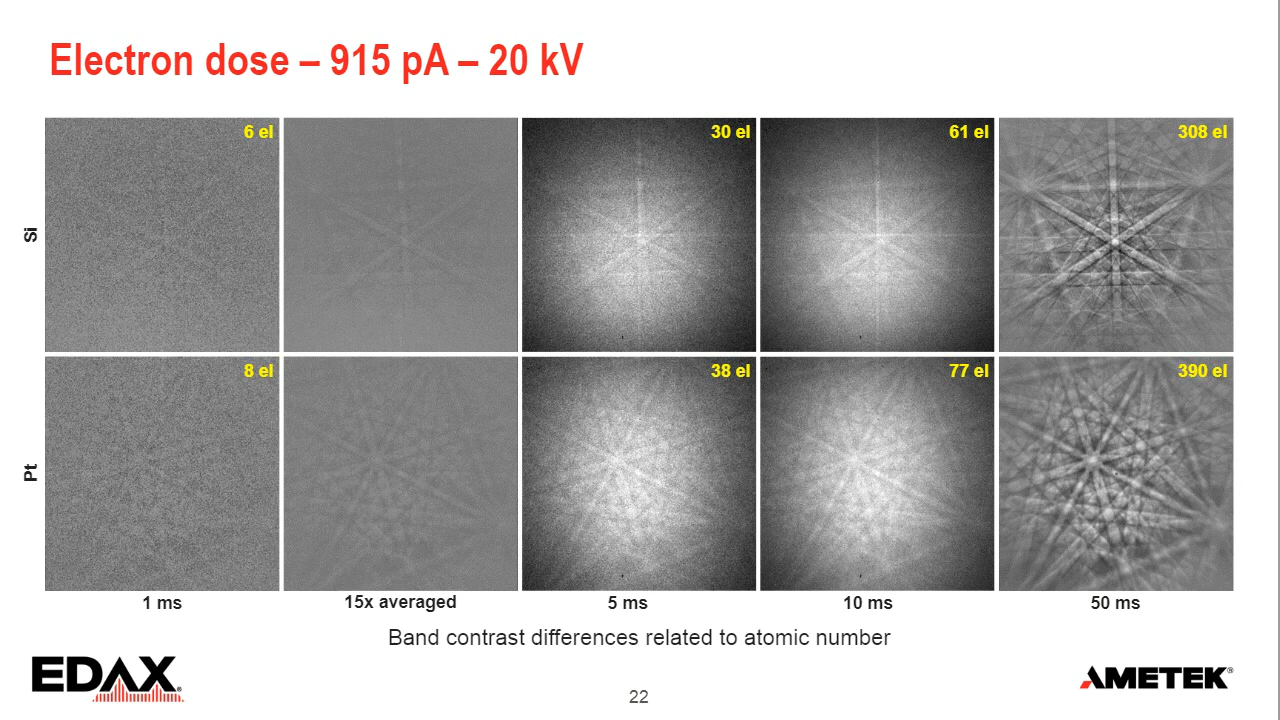 Electron dose – 915 pA – 20 kV
Si
6 el
30 el
61 el
308 el
Pt
8 el
38 el
77 el
390 el
1 ms
15x averaged
5 ms
10 ms
50 ms
Band contrast differences related to atomic number
EDAX®
22
AMETEK®